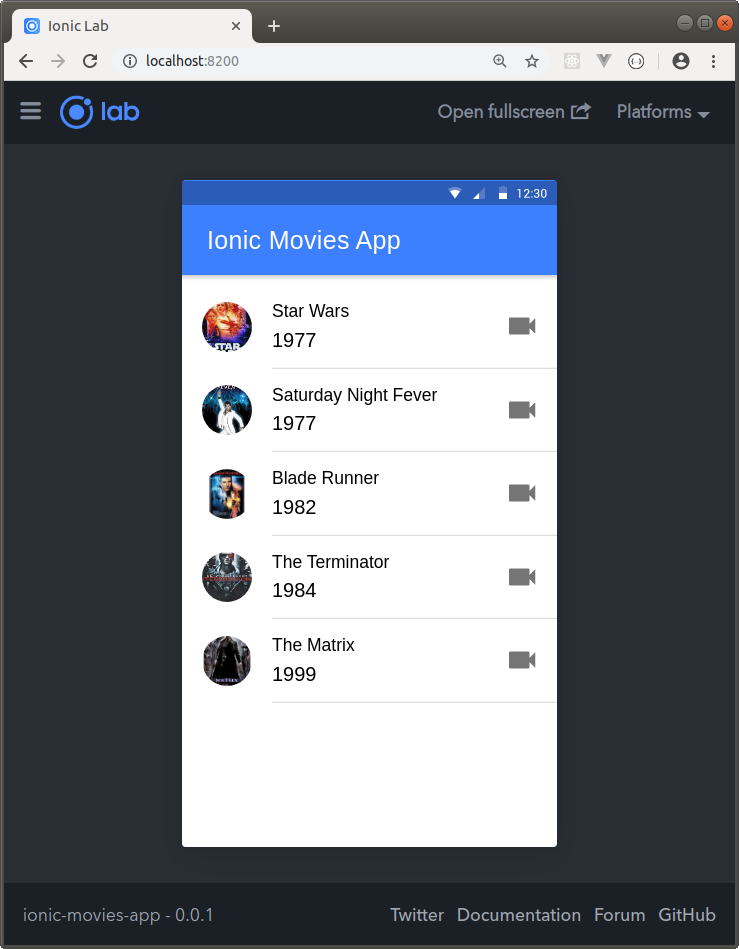 Ionic Lab
localhost:8200
lab
Open fullscreen Platforms
12:30
Ionic Movies App
STAR
Star Wars
1977
Saturday Night Fever
1977
Blade Runner
1982
The Terminator
1984
The Matrix
1999
ionic-movies-app - 0.0.1
Twitter Documentation Forum GitHub